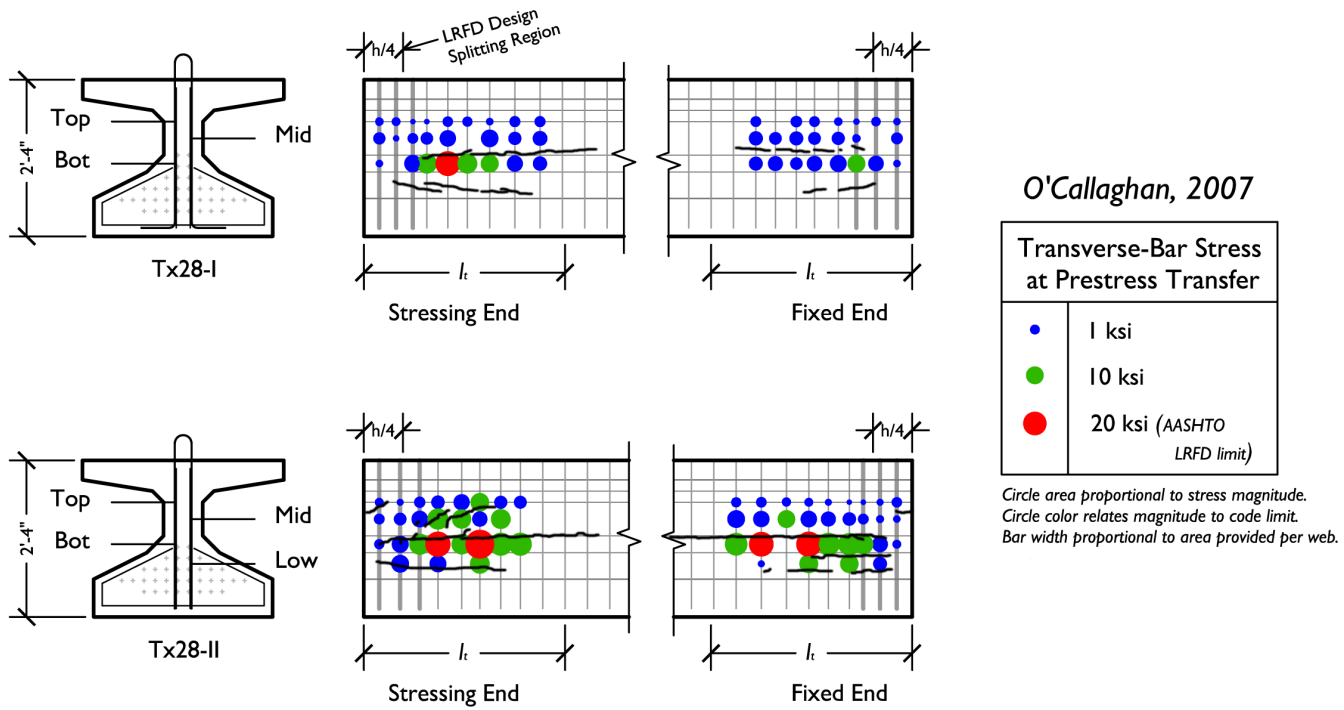 LRFD Design
Splitting Region
h/4
h/4
2'-4"
Top
Mid
Bot
Tx28-I
lt
Stressing End
lt
Fixed End
O'Callaghan, 2007
Transverse-Bar Stress
at Prestress Transfer
1 ksi
10 ksi
20 ksi (AASHTO
LRFD limit)
Circle area proportional to stress magnitude.
Circle color relates magnitude to code limit.
Bar width proportional to area provided per web.
h/4
h/4
2'-4"
Top
Mid
Bot
Low
Tx28-II
lt
Stressing End
lt
Fixed End